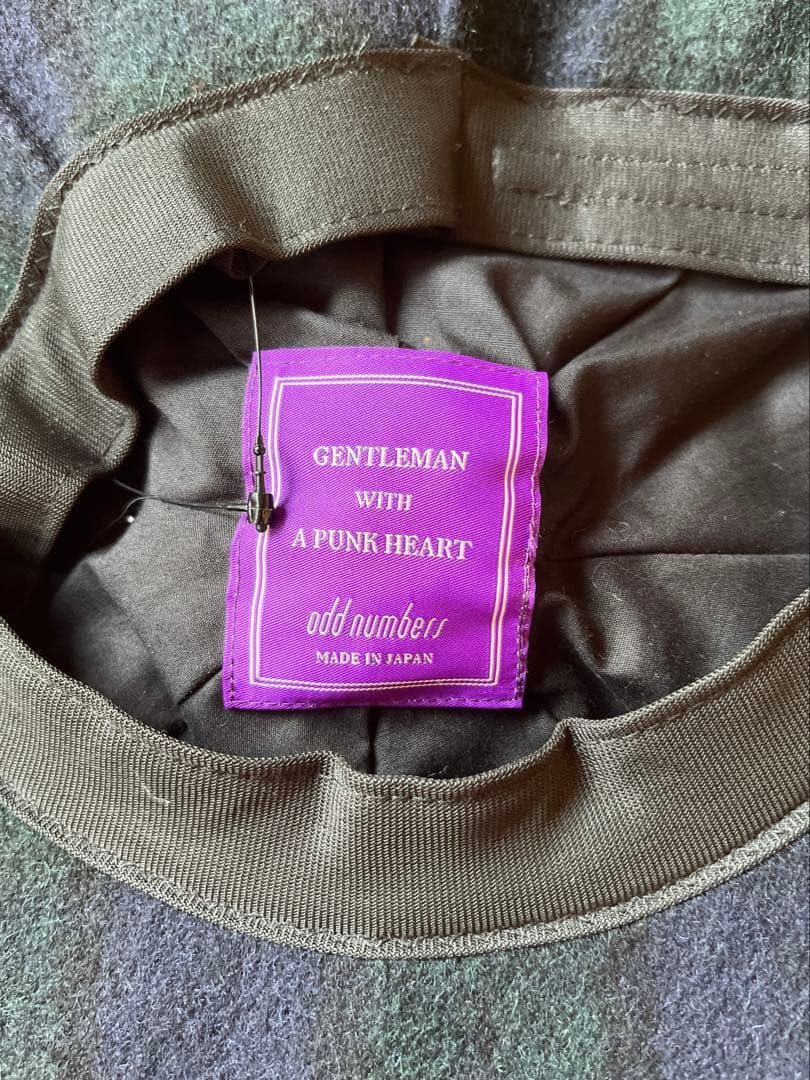 GENTLEMAN
WITH
A PUNK HEART
odd numbers
MADE IN JAPAN